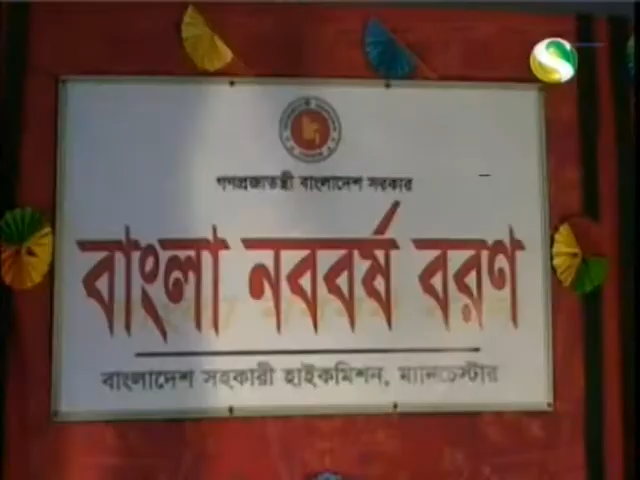 গণপ্রজাতন্ত্রী বাংলাদেশ সরকার
বাংলা নববর্ষ বরণ
বাংলাদেশ সহকারী হাইকমিশন, ম্যানচেস্টার